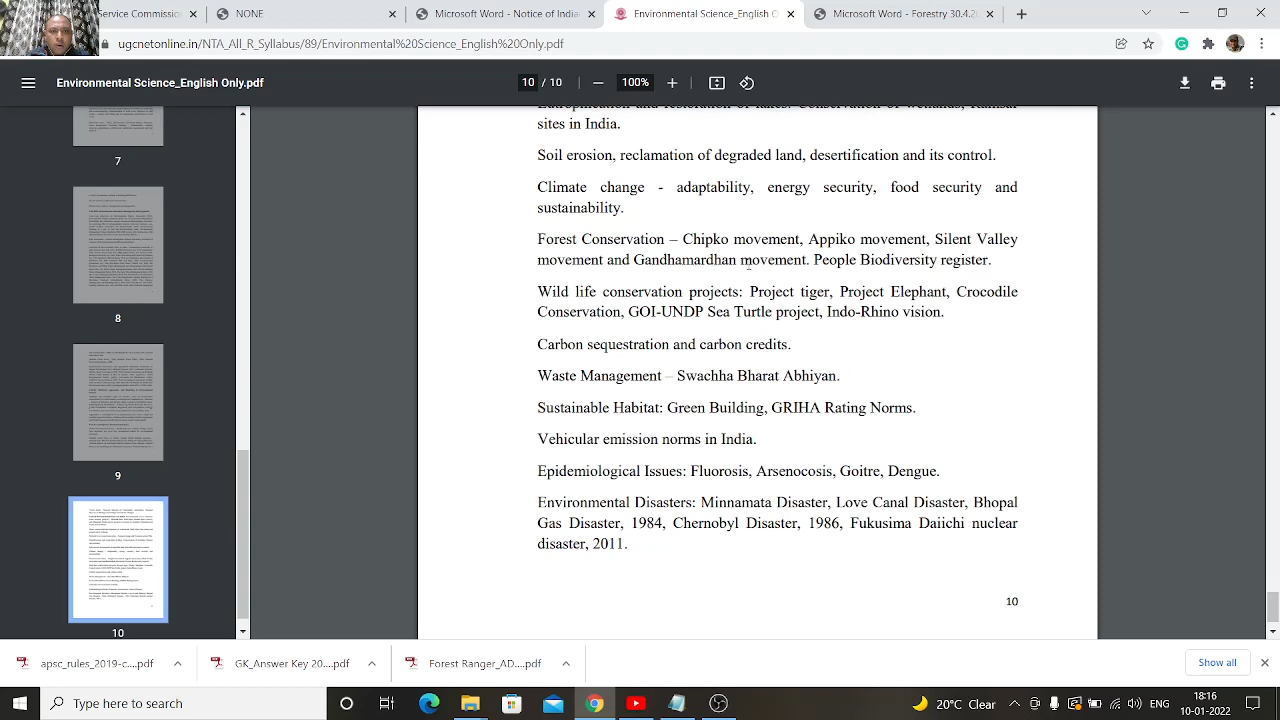 Service Commission
NONE
Accrest Ltd - Notice of India
Environmental Science_English O
Microsoft Word - Forestry 30.4.2
ugcnetonline.in/NTA_All_R_Syllabus/89/Environmental%20Science_English%20Only.pdf
Environmental Science_English Only.pdf
10 / 10
100%
7
8
9
10
sites in India.
Soil erosion, reclamation of degraded land, desertification and its control.
Climate change - adaptability, energy security, food security and
sustainability.
Forest Conservation – Chipko movement, Appiko movement, Silent Valley
movement and Gandhamardhan movement, People Biodiversity register.
Wild life conservation projects: Project tiger, Project Elephant, Crocodile
Conservation, GOI-UNDP Sea Turtle project, Indo-Rhino vision.
Carbon sequestration and carbon credits.
Waste Management – Swachha Bharat Abhiyan.
Sustainable Habitat: Green Building, GRIHA Rating Norms.
Vehicular emission norms in India.
Epidemiological Issues: Fluorosis, Arsenocosis, Goitre, Dengue.
Environmental Disasters: Minnamata Disaster, Love Canal Disaster, Bhopal
Gas Disaster, 1984, Chernobyl Disaster, 1986, Fukusima Daiichi nuclear
disaster, 2011.
10
apsc_rules_2019-c....pdf
GK_Answer Key 20....pdf
Forest Ranger_AD....pdf
Show all
Type here to search
20°C Clear
18:16
10-01-2022